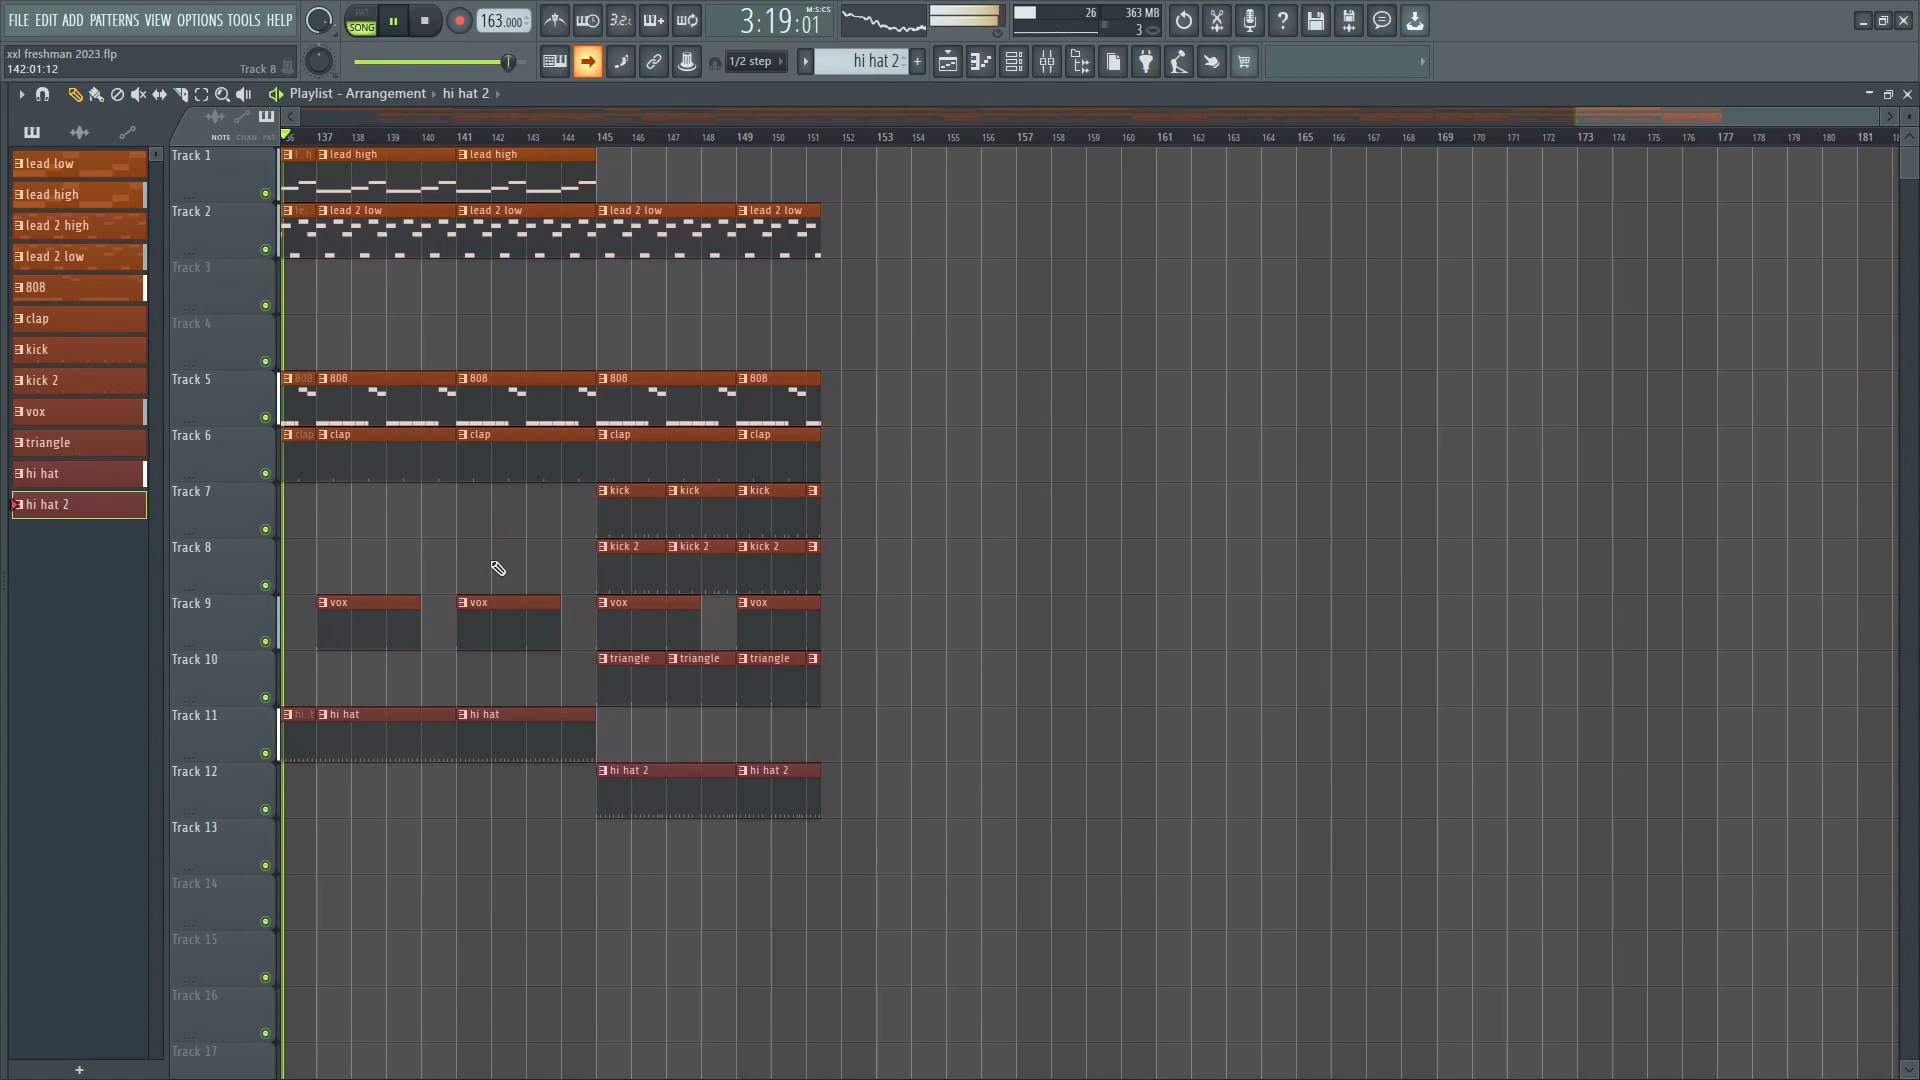 FILE EDIT ADD PATTERNS VIEW OPTIONS TOOLS HELP
PAT
SONG
163.000
3:19:01
M:S:CS
26
363 MB
3
xxl freshman 2023.flp
142:01:12
Track 8
1/2 step
hi hat 2
Playlist - Arrangement
hi hat 2
NOTE CHAN PAT
137 138 139 140 141 142 143 144 145 146 147 148 149 150 151 152 153 154 155 156 157 158 159 160 161 162 163 164 165 166 167 168 169 170 171 172 173 174 175 176 177 178 179 180 181
lead low
lead high
lead 2 high
lead 2 low
808
clap
kick
kick 2
vox
triangle
hi hat
hi hat 2
Track 1
lead high
lead high
Track 2
lead 2 low
lead 2 low
lead 2 low
lead 2 low
Track 3
Track 4
Track 5
808
808
808
808
808
Track 6
clap
clap
clap
clap
clap
Track 7
kick
kick
kick
Track 8
kick 2
kick 2
kick 2
Track 9
vox
vox
vox
vox
Track 10
triangle
triangle
triangle
Track 11
hi hat
hi hat
Track 12
hi hat 2
hi hat 2
Track 13
Track 14
Track 15
Track 16
Track 17